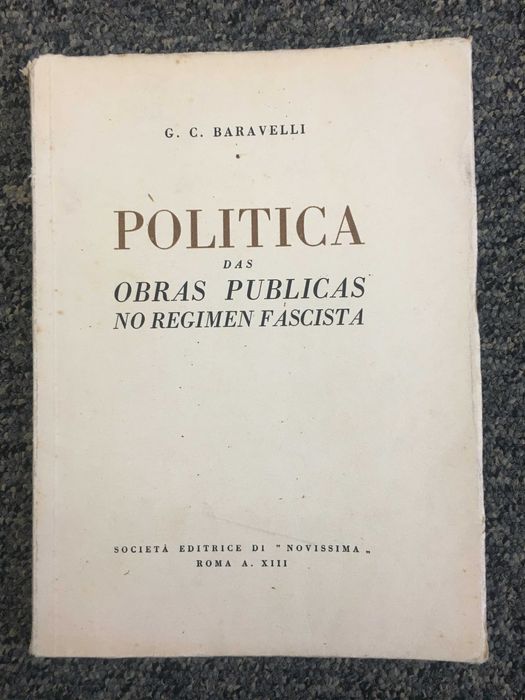 G. C. BARAVELLI
POLITICA
DAS
OBRAS PUBLICAS
NO REGIMEN FASCISTA
SOCIETÀ EDITRICE DI " NOVISSIMA „
ROMA A. XIII